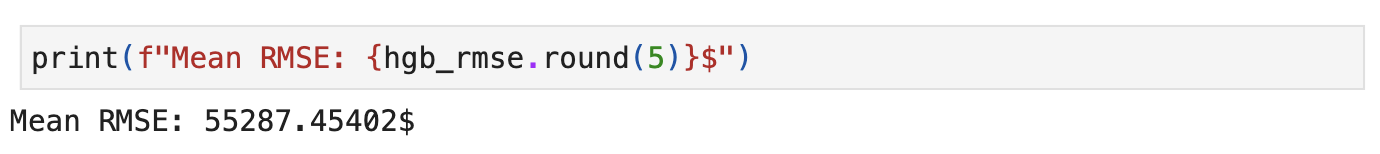 print(f"Mean RMSE: {hgb_rmse.round(5)}$")
Mean RMSE: 55287.45402$